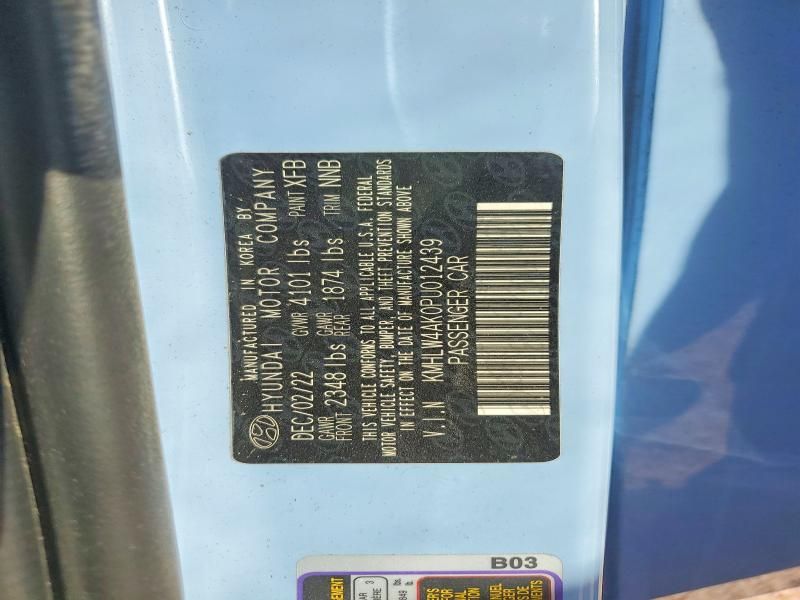 MANUFACTURED IN KOREA BY
HYUNDAI MOTOR COMPANY
DEC/02/22 GVWR 4101 lbs PAINT XFB
GAWR FRONT 2348 lbs GAWR REAR 1874 lbs TRIM NNB
THIS VEHICLE CONFORMS TO ALL APPLICABLE U.S.A. FEDERAL
MOTOR VEHICLE SAFETY, BUMPER, AND THEFT PREVENTION STANDARDS
IN EFFECT ON THE DATE OF MANUFACTURE SHOWN ABOVE
V.I.N KMHLW4AK0PU012439
PASSENGER CAR
B03